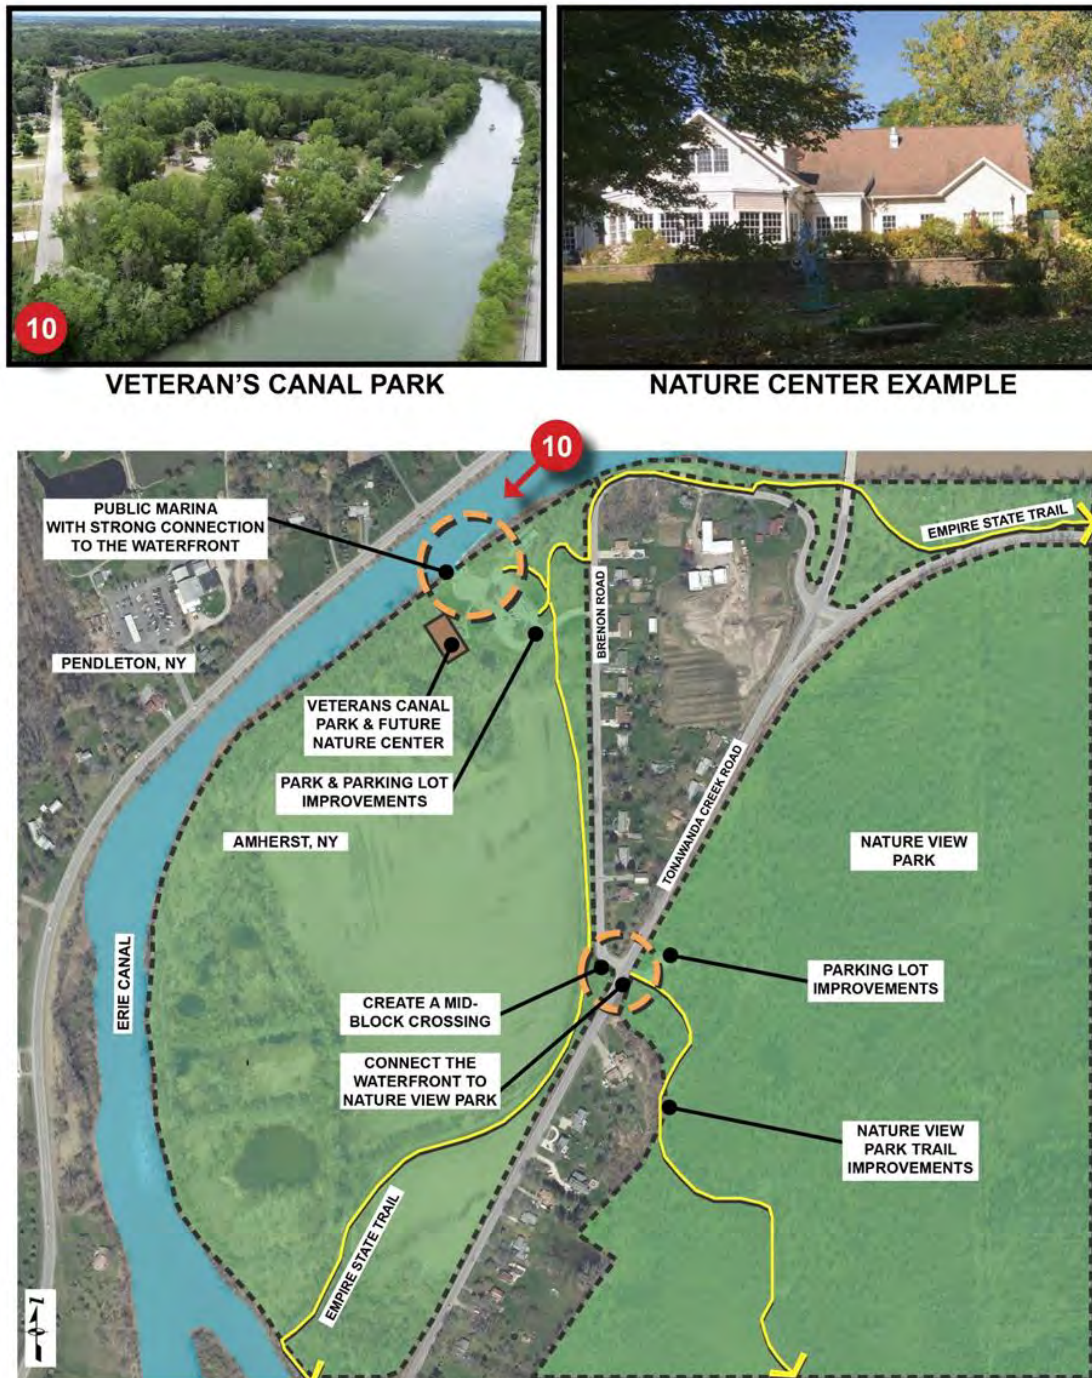 10
VETERAN'S CANAL PARK
NATURE CENTER EXAMPLE
10
PUBLIC MARINA
WITH STRONG CONNECTION
TO THE WATERFRONT
EMPIRE STATE TRAIL
BRENON ROAD
PENDLETON, NY
VETERANS CANAL
PARK & FUTURE
NATURE CENTER
PARK & PARKING LOT
IMPROVEMENTS
TONAWANDA CREEK ROAD
AMHERST, NY
NATURE VIEW
PARK
ERIE CANAL
PARKING LOT
IMPROVEMENTS
CREATE A MID-
BLOCK CROSSING
CONNECT THE
WATERFRONT TO
NATURE VIEW PARK
NATURE VIEW
PARK TRAIL
IMPROVEMENTS
EMPIRE STATE TRAIL